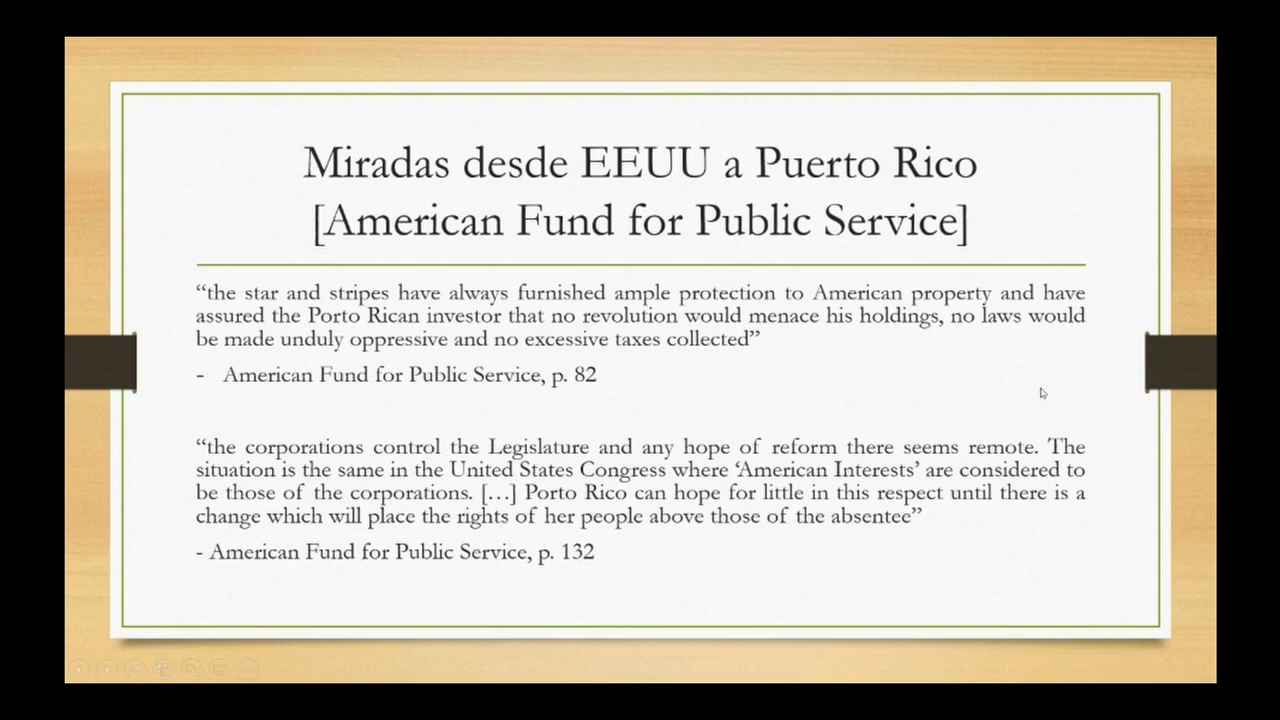 Miradas desde EEUU a Puerto Rico
[American Fund for Public Service]
“the star and stripes have always furnished ample protection to American property and have
assured the Porto Rican investor that no revolution would menace his holdings, no laws would
be made unduly oppressive and no excessive taxes collected”
- American Fund for Public Service, p. 82
“the corporations control the Legislature and any hope of reform there seems remote. The
situation is the same in the United States Congress where ‘American Interests’ are considered to
be those of the corporations. […] Porto Rico can hope for little in this respect until there is a
change which will place the rights of her people above those of the absentee”
- American Fund for Public Service, p. 132